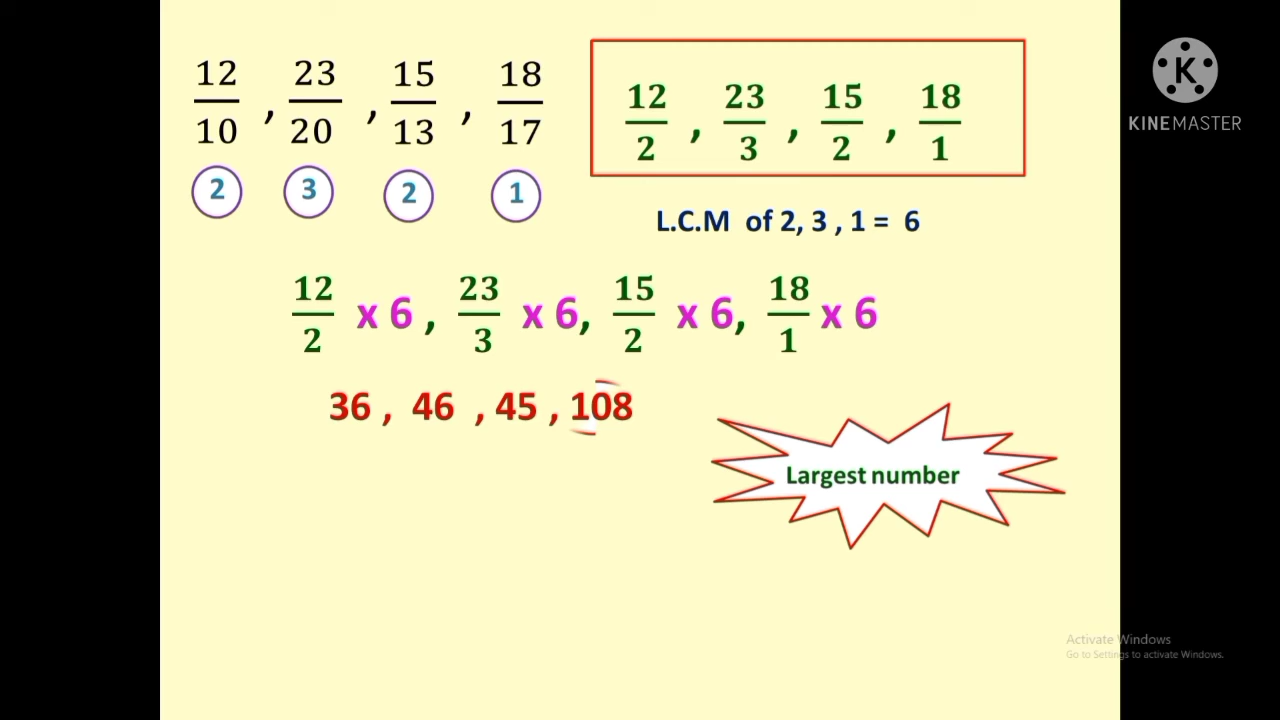 12/10 , 23/20 , 15/13 , 18/17
2 3 2 1
12/2 , 23/3 , 15/2 , 18/1
L.C.M of 2, 3 , 1 = 6
12/2 x 6 , 23/3 x 6, 15/2 x 6, 18/1 x 6
36 , 46 , 45 , 108
Largest number
K
KINEMASTER
Activate Windows
Go to Settings to activate Windows.